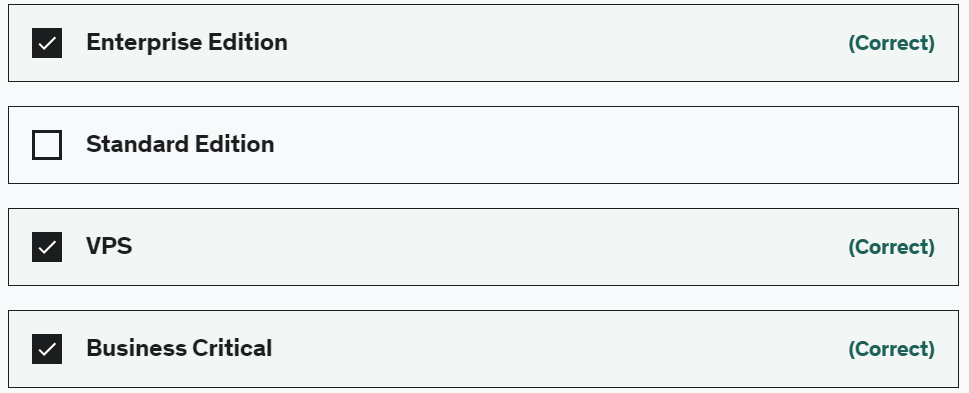 Enterprise Edition (Correct)
Standard Edition
VPS (Correct)
Business Critical (Correct)